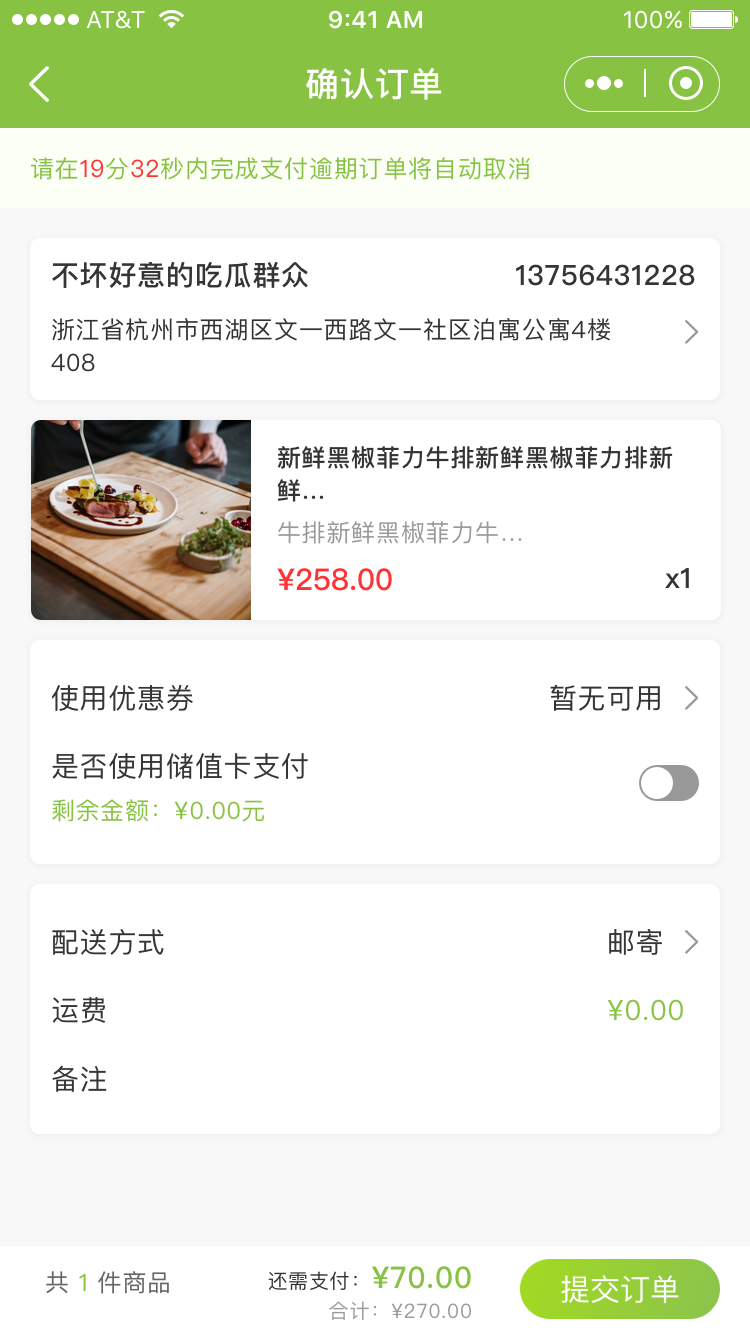 AT&T 9:41 AM 100%
确认订单
请在19分32秒内完成支付逾期订单将自动取消
不坏好意的吃瓜群众 13756431228
浙江省杭州市西湖区文一西路文一社区泊寓公寓4楼
408
新鲜黑椒菲力牛排新鲜黑椒菲力排新
鲜...
牛排新鲜黑椒菲力牛...
¥258.00 x1
使用优惠券 暂无可用
是否使用储值卡支付
剩余金额：¥0.00元
配送方式 邮寄
运费 ¥0.00
备注
共 1 件商品 还需支付：¥70.00 提交订单
合计：¥270.00